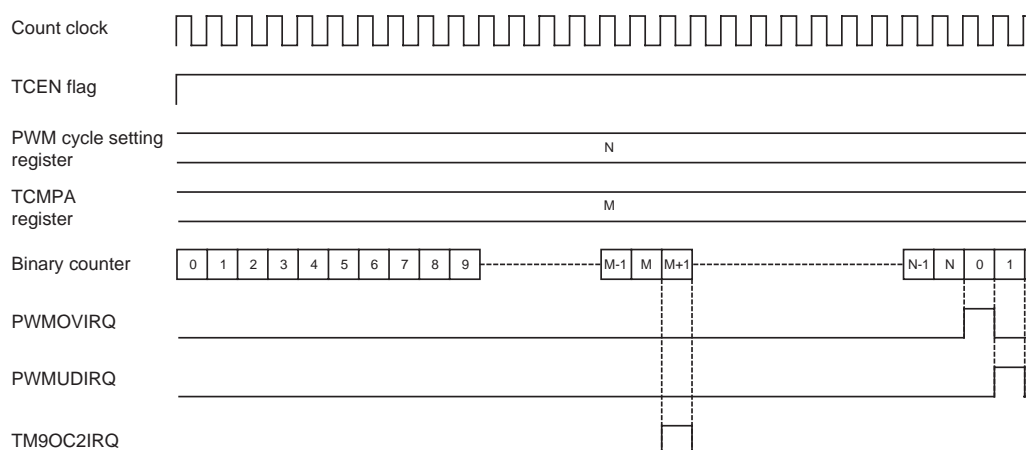 Count clock
TCEN flag
PWM cycle setting
register
N
TCMPA
register
M
Binary counter
0 1 2 3 4 5 6 7 8 9 M-1 M M+1 N-1 N 0 1
PWMOVIRQ
PWMUDIRQ
TM9OC2IRQ